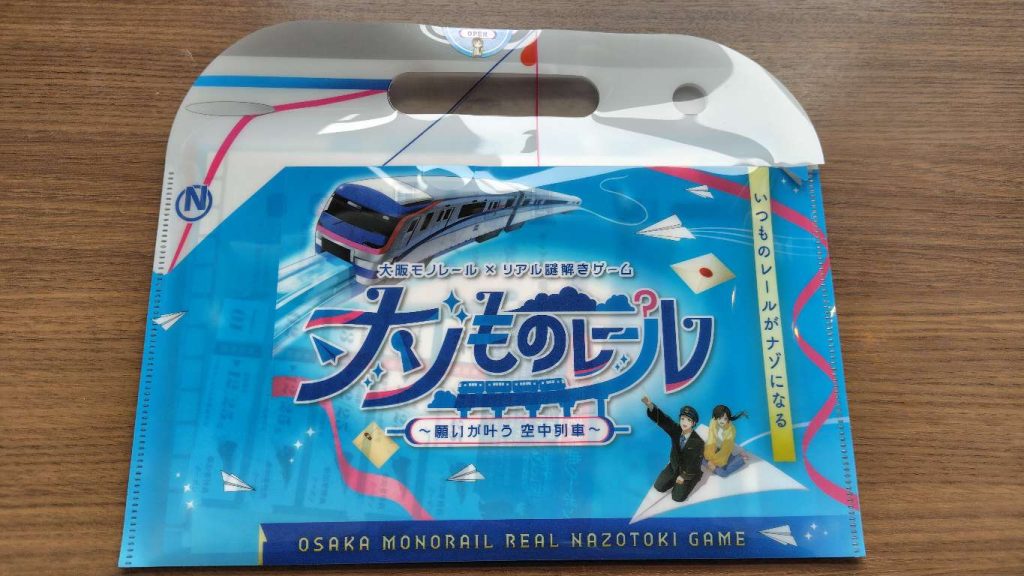 OPEN
N
大阪モノレール × リアル謎解きゲーム
ナゾものレール
～願いが叶う 空中列車～
いつものレールがナゾになる
OSAKA MONORAIL REAL NAZOTOKI GAME